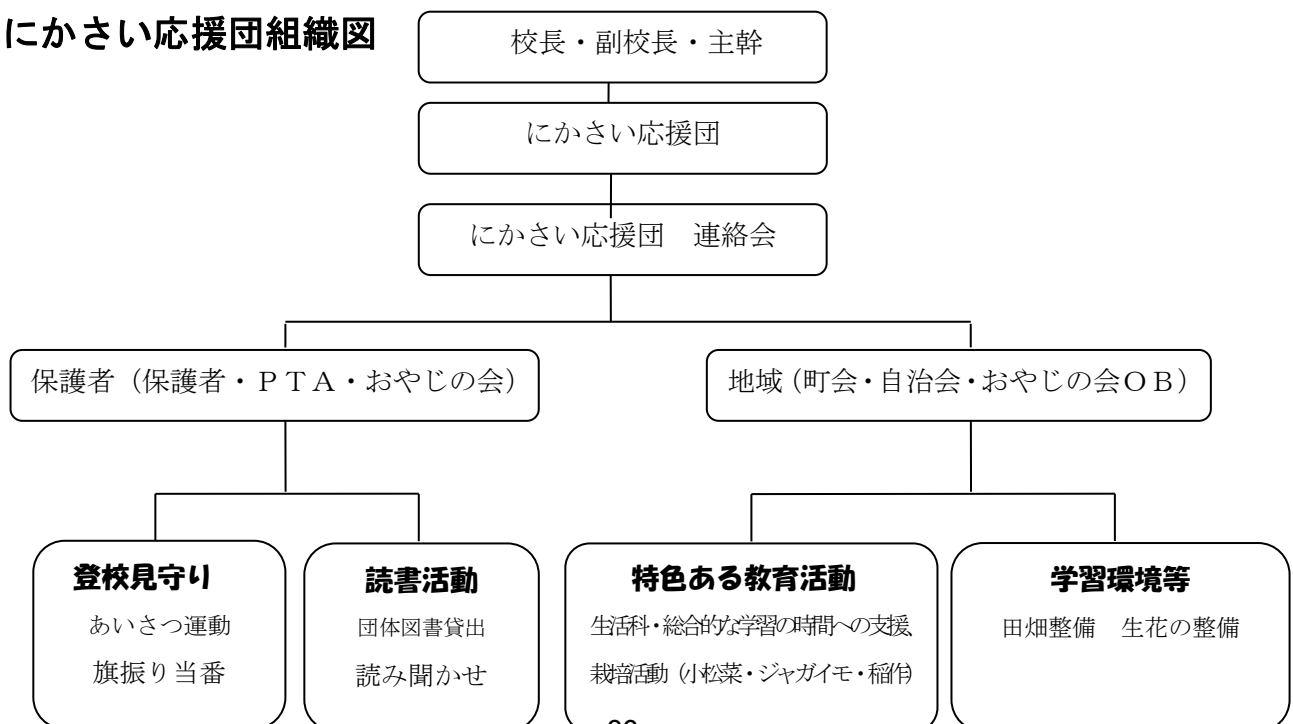 にかさい応援団組織図
校長・副校長・主幹
にかさい応援団
にかさい応援団　連絡会
保護者（保護者・ＰＴＡ・おやじの会）
地域（町会・自治会・おやじの会ＯＢ）
登校見守り
あいさつ運動
旗振り当番
読書活動
団体図書貸出
読み聞かせ
特色ある教育活動
生活科・総合的な学習の時間への支援、
栽培活動（小松菜・ジャガイモ・稲作）
学習環境等
田畑整備　生花の整備